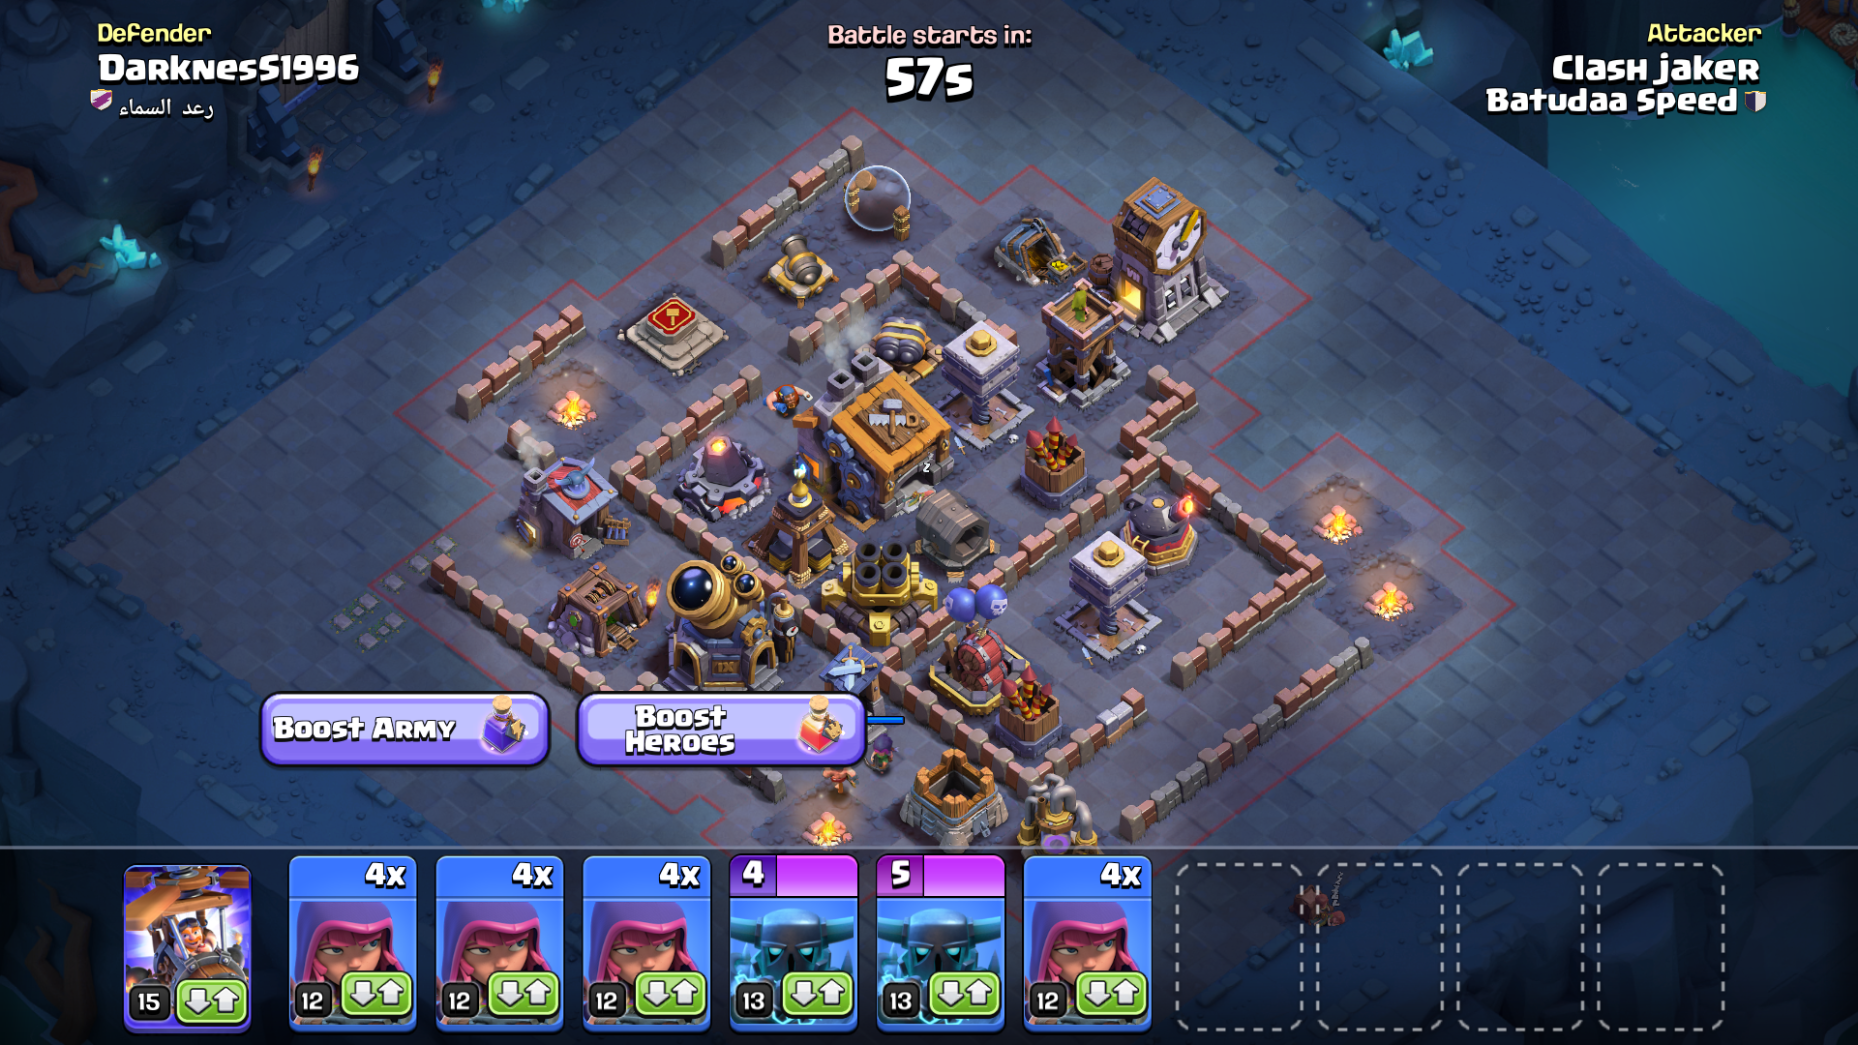 Defender
DarknesS1996
رعد السماء
Battle starts in:
57s
Attacker
Clash jaker
Batudaa Speed
Boost Army
Boost
Heroes
4x
4x
4x
4
5
4x
15
12
12
12
13
13
12